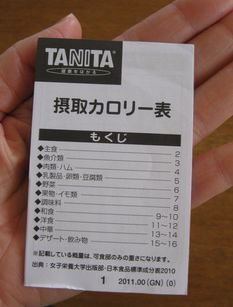 TANITA
健康をはかる
摂取カロリー表
もくじ
◆主食 2
◆魚介類 3
◆肉類・ハム 4
◆乳製品・卵類・豆腐類 5
◆野菜 6
◆果物・イモ類 7
◆調味料 8
◆和食 9~10
◆洋食 11~12
◆中華 13~14
◆デザート・飲み物 15~16
※記載している概量は、可食部のみの重さになります。
出典：女子栄養大学出版部・日本食品標準成分表2010
1 2011.00(GN) (0)